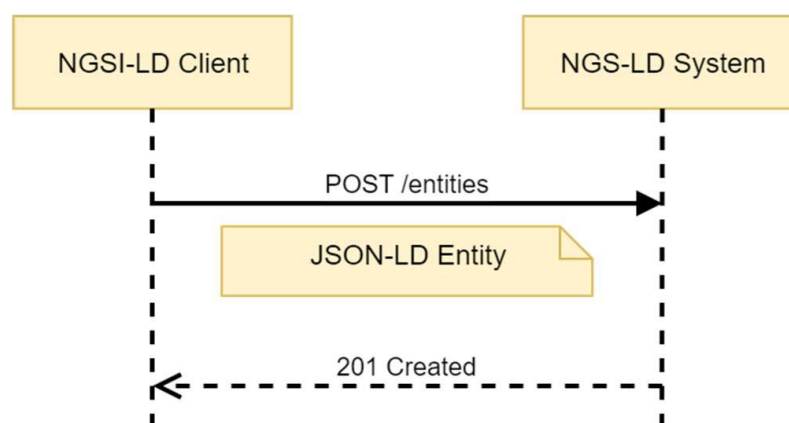 NGSI-LD Client
NGS-LD System
POST /entities
JSON-LD Entity
201 Created